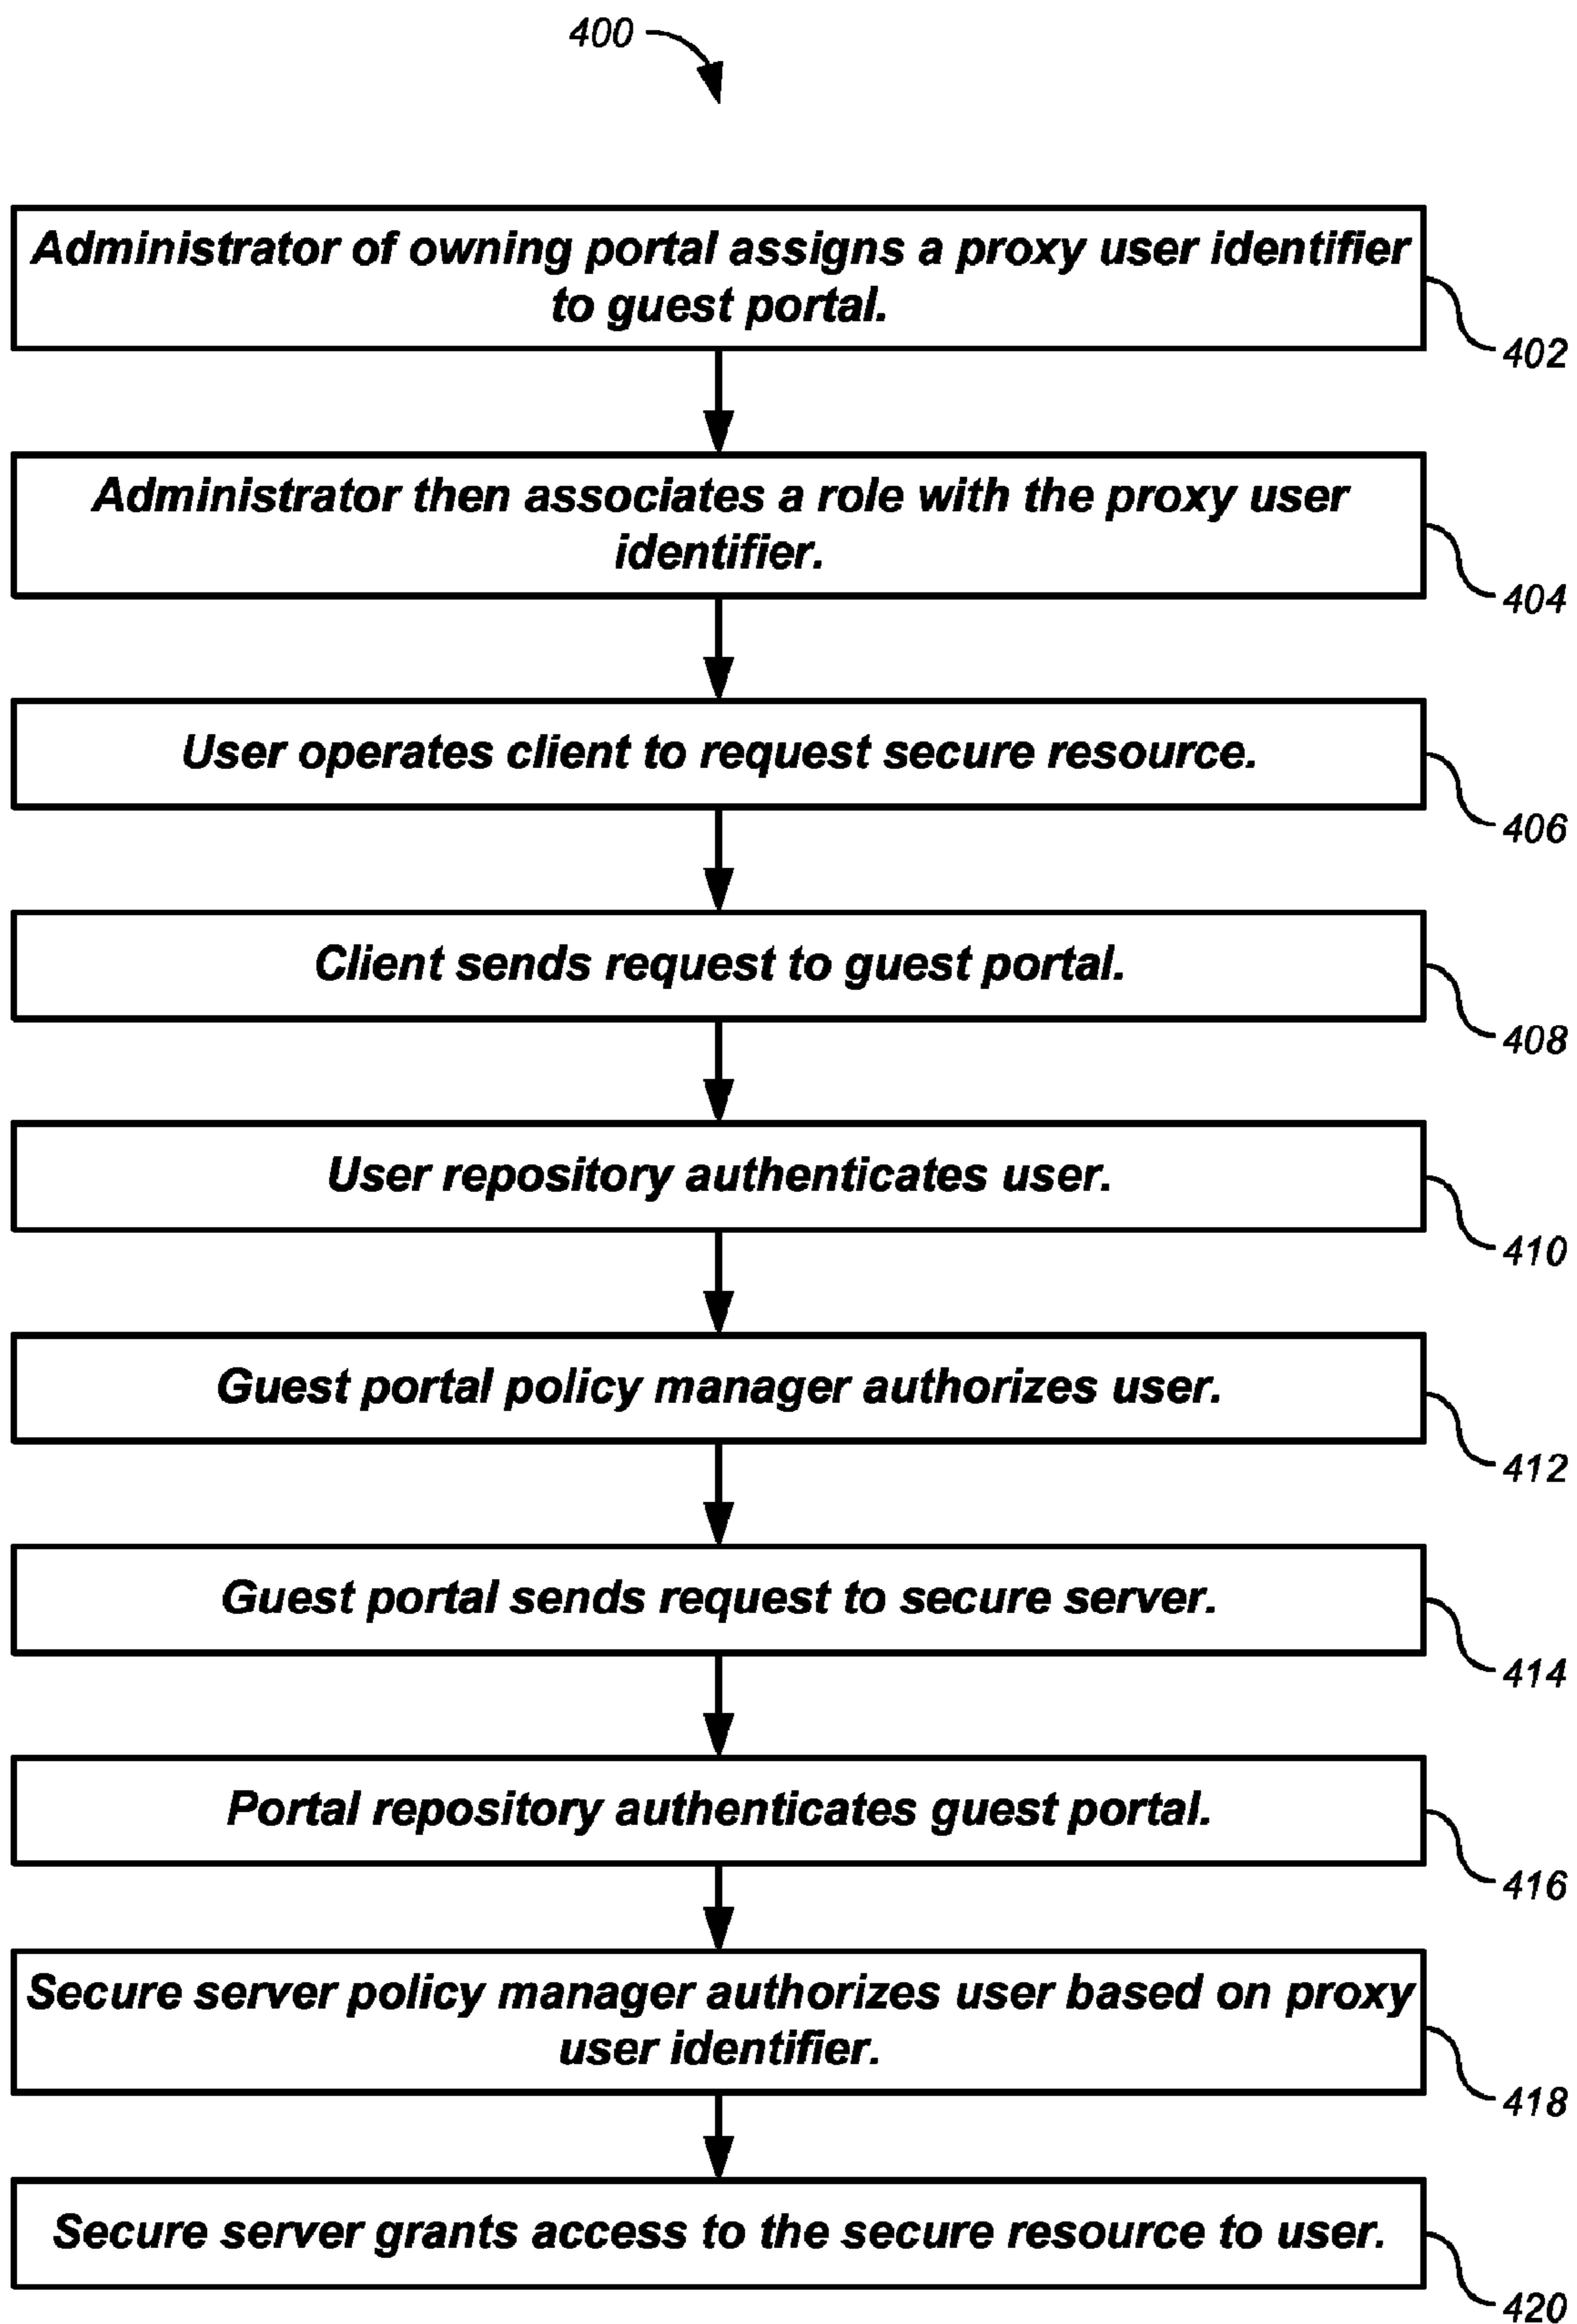 400
Administrator of owning portal assigns a proxy user identifier
to guest portal.
402
Administrator then associates a role with the proxy user
identifier.
404
User operates client to request secure resource.
406
Client sends request to guest portal.
408
User repository authenticates user.
410
Guest portal policy manager authorizes user.
412
Guest portal sends request to secure server.
414
Portal repository authenticates guest portal.
416
Secure server policy manager authorizes user based on proxy
user identifier.
418
Secure server grants access to the secure resource to user.
420